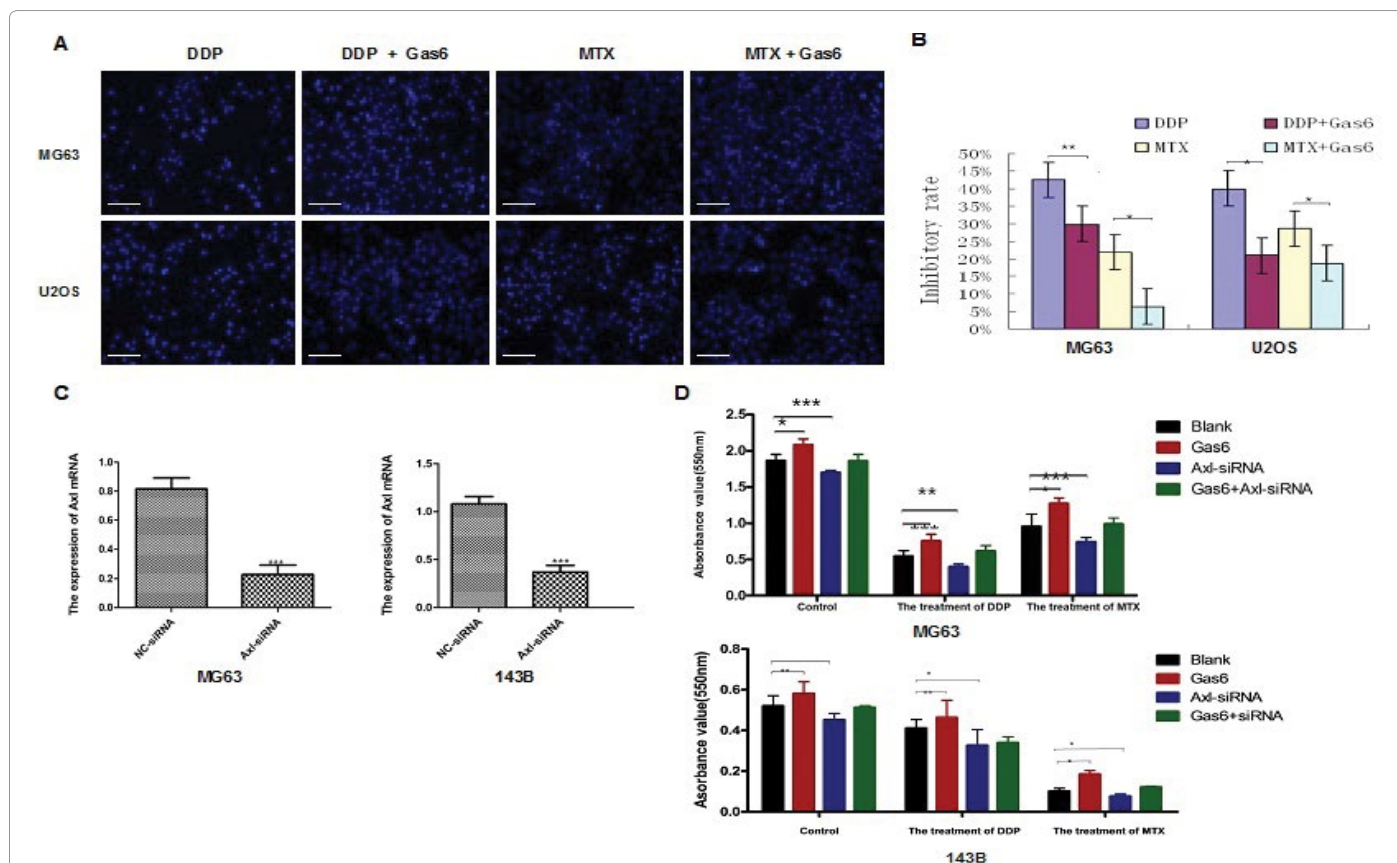 A
DDP
DDP + Gas6
MTX
MTX + Gas6
MG63
U2OS
B
DDP
DDP+Gas6
MTX
MTX+Gas6
Inhibitory rate
50%
45%
40%
35%
30%
25%
20%
15%
10%
5%
0%
**
*
*
*
MG63
U2OS
C
The expression of Axl mRNA
1.0
0.8
0.6
0.4
0.2
0.0
***
NC-siRNA
Axl-siRNA
MG63
The expression of Axl mRNA
1.5
1.0
0.5
0.0
***
NC-siRNA
Axl-siRNA
143B
D
Absorbance value(550nm)
2.5
2.0
1.5
1.0
0.5
0.0
***
*
**
***
***
*
Control
The treatment of DDP
The treatment of MTX
MG63
Blank
Gas6
Axl-siRNA
Gas6+Axl-siRNA
Asorbance value(550nm)
0.8
0.6
0.4
0.2
0.0
**
*
**
*
*
Control
The treatment of DDP
The treatment of MTX
143B
Blank
Gas6
Axl-siRNA
Gas6+siRNA